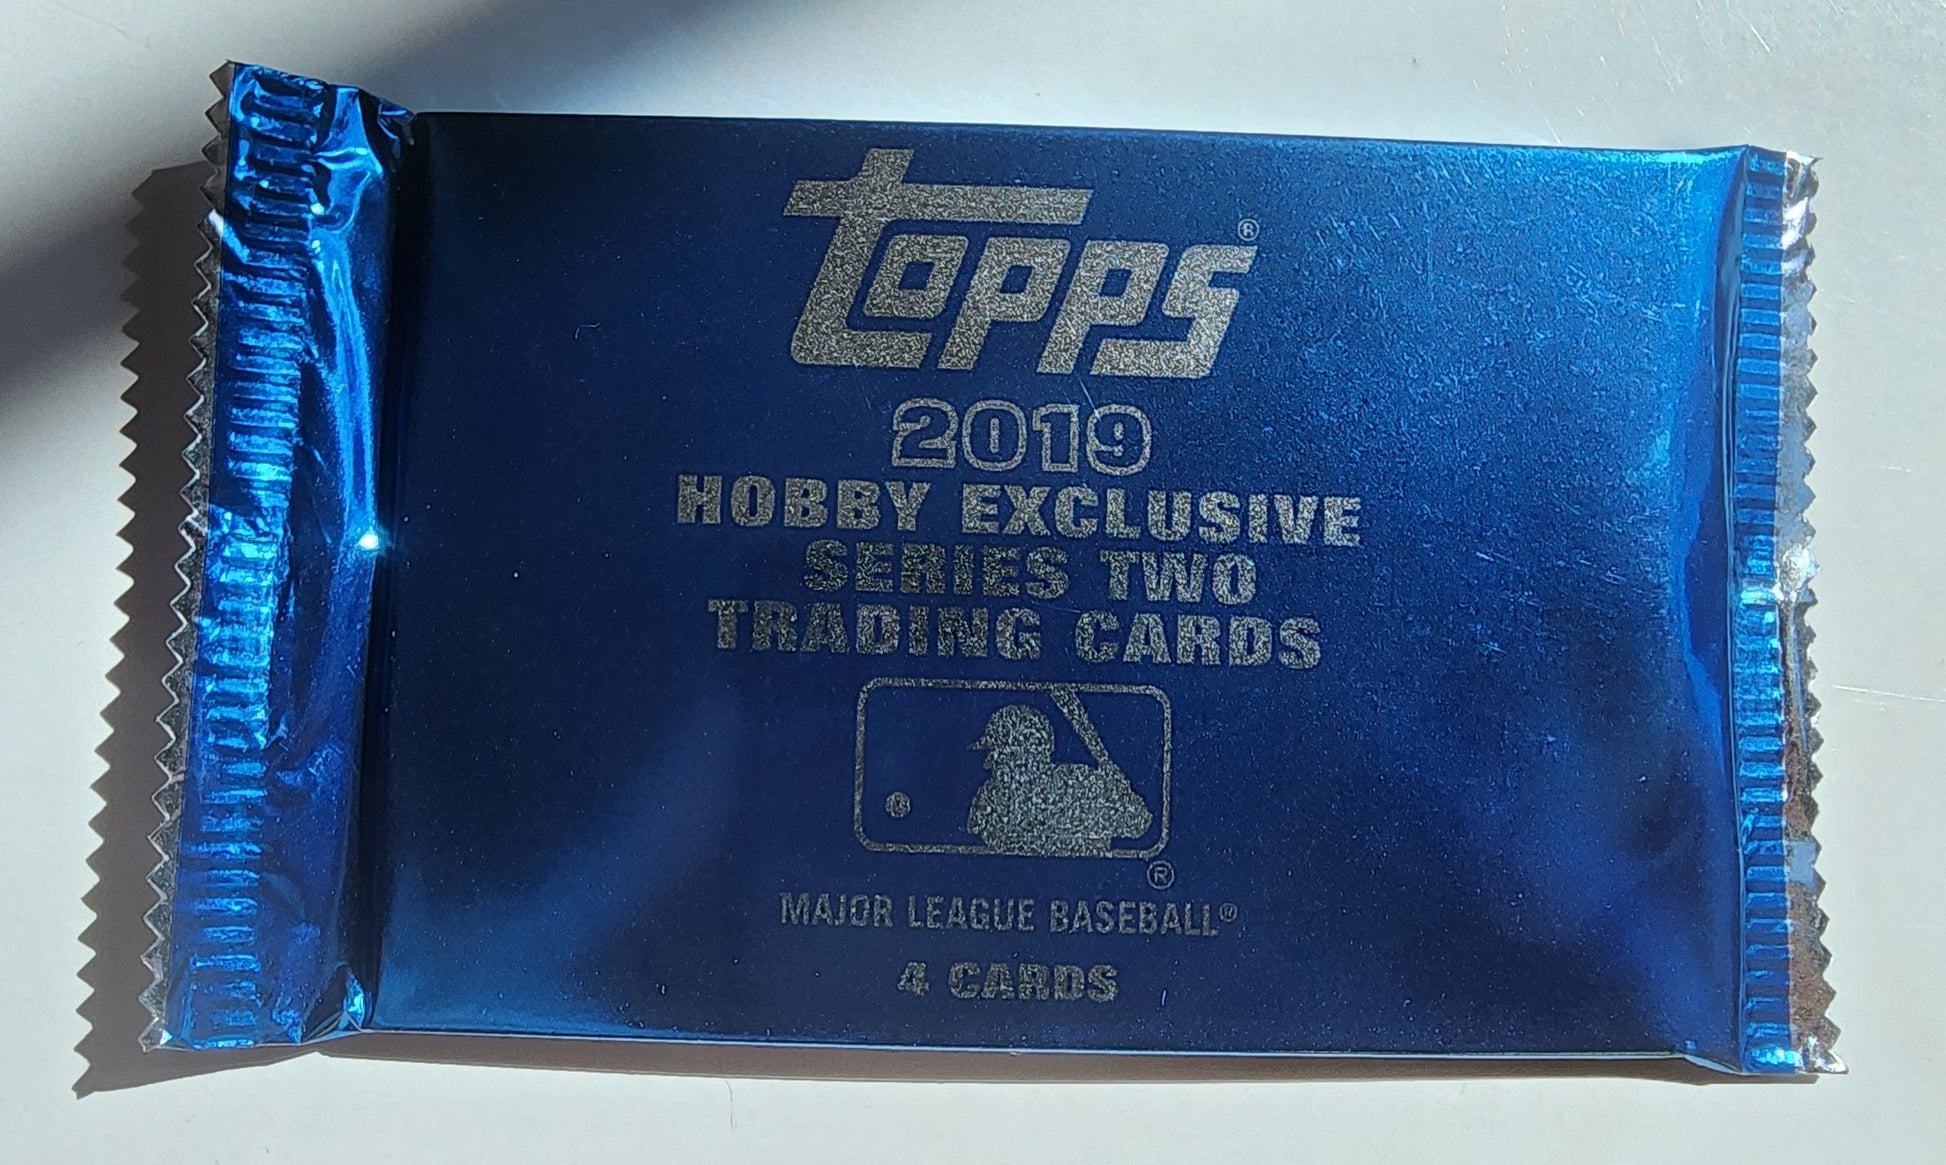 topps®
2019
HOBBY EXCLUSIVE
SERIES TWO
TRADING CARDS
®
MAJOR LEAGUE BASEBALL®
4 CARDS